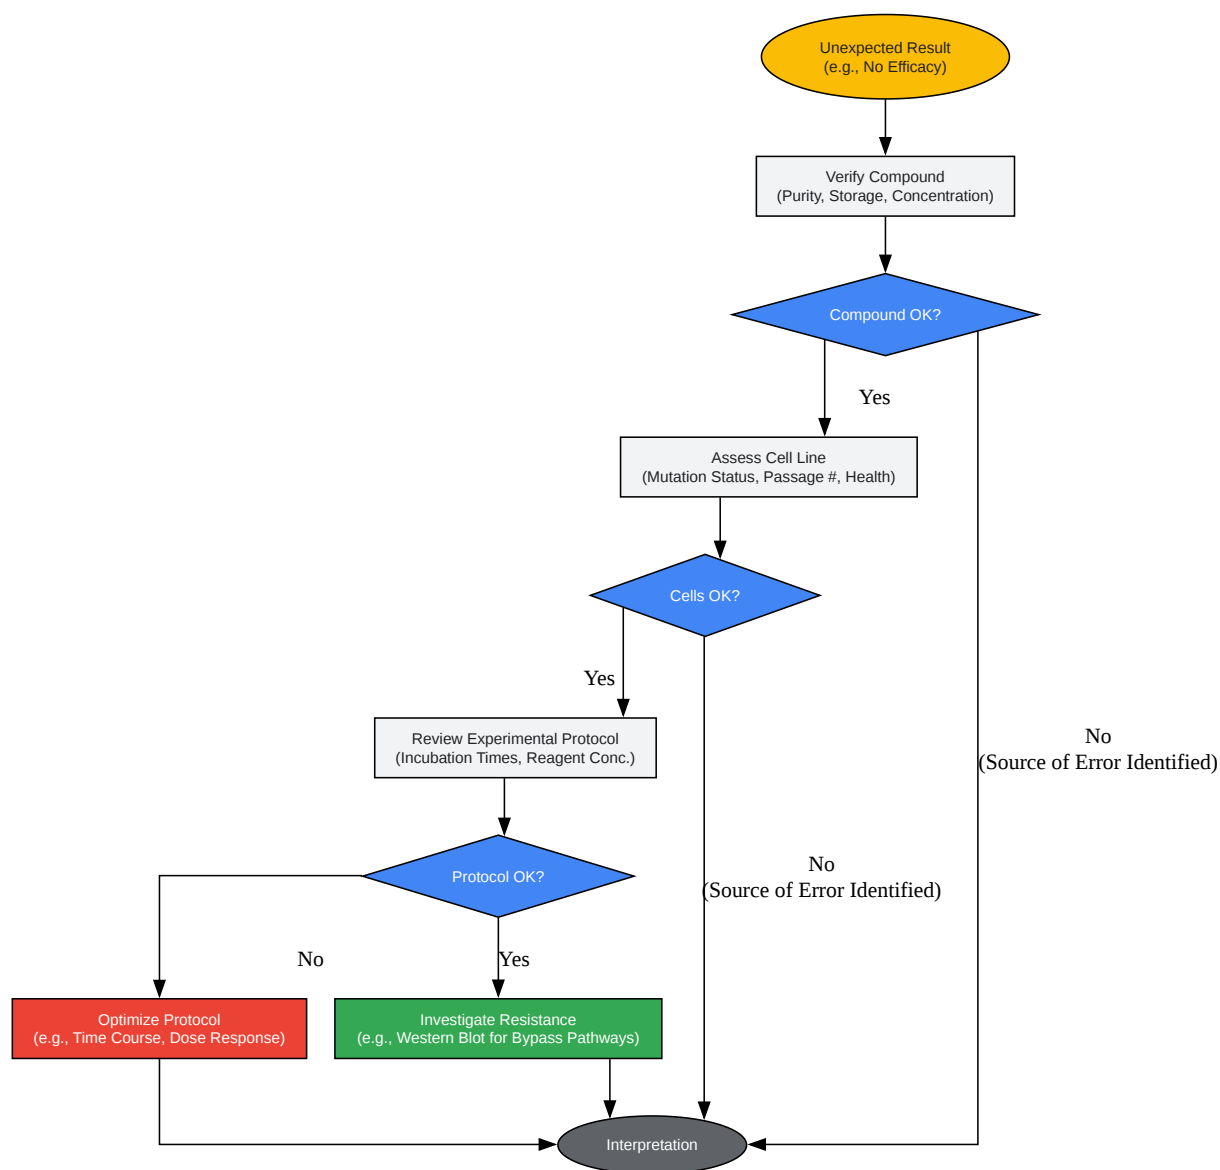 Unexpected Result
(e.g., No Efficacy)
Verify Compound
(Purity, Storage, Concentration)
Compound OK?
Yes
Assess Cell Line
(Mutation Status, Passage #, Health)
Cells OK?
Yes
Review Experimental Protocol
(Incubation Times, Reagent Conc.)
No
(Source of Error Identified)
Protocol OK?
No
(Source of Error Identified)
No
Yes
Optimize Protocol
(e.g., Time Course, Dose Response)
Investigate Resistance
(e.g., Western Blot for Bypass Pathways)
Interpretation